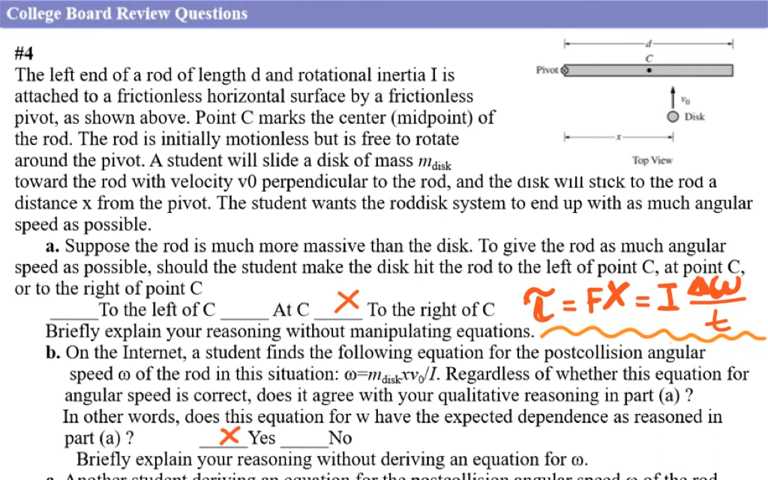 College Board Review Questions
#4
The left end of a rod of length d and rotational inertia I is
attached to a frictionless horizontal surface by a frictionless
pivot, as shown above. Point C marks the center (midpoint) of
the rod. The rod is initially motionless but is free to rotate
around the pivot. A student will slide a disk of mass mdisk
toward the rod with velocity v0 perpendicular to the rod, and the disk will stick to the rod a
distance x from the pivot. The student wants the roddisk system to end up with as much angular
speed as possible.
d
C
Pivot
v₀
Disk
x
Top View
a. Suppose the rod is much more massive than the disk. To give the rod as much angular
speed as possible, should the student make the disk hit the rod to the left of point C, at point C,
or to the right of point C
_____To the left of C _____ At C __X__ To the right of C
τ = FX = I Δω/t
Briefly explain your reasoning without manipulating equations.
b. On the Internet, a student finds the following equation for the postcollision angular
speed ω of the rod in this situation: ω=mdiskxv₀/I. Regardless of whether this equation for
angular speed is correct, does it agree with your qualitative reasoning in part (a) ?
In other words, does this equation for w have the expected dependence as reasoned in
part (a) ? __X__Yes _____No
Briefly explain your reasoning without deriving an equation for ω.